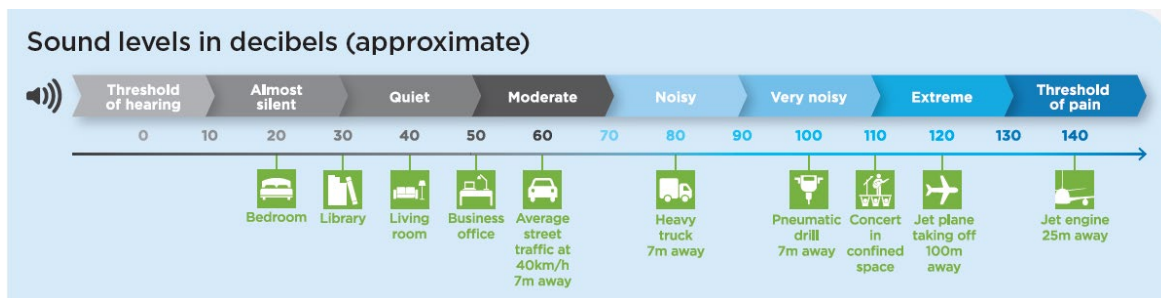 Sound levels in decibels (approximate)
Threshold of hearing Almost silent Quiet Moderate Noisy Very noisy Extreme Threshold of pain
0 10 20 30 40 50 60 70 80 90 100 110 120 130 140
Bedroom
Library
Living
room
Business
office
Average
street
traffic at
40km/h
7m away
Heavy
truck
7m away
Pneumatic
drill
7m away
Concert
in
confined
space
Jet plane
taking off
100m
away
Jet engine
25m away